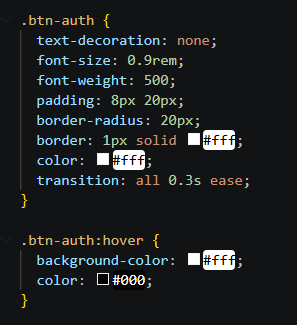 .btn-auth {
  text-decoration: none;
  font-size: 0.9rem;
  font-weight: 500;
  padding: 8px 20px;
  border-radius: 20px;
  border: 1px solid #fff;
  color: #fff;
  transition: all 0.3s ease;
}

.btn-auth:hover {
  background-color: #fff;
  color: #000;
}